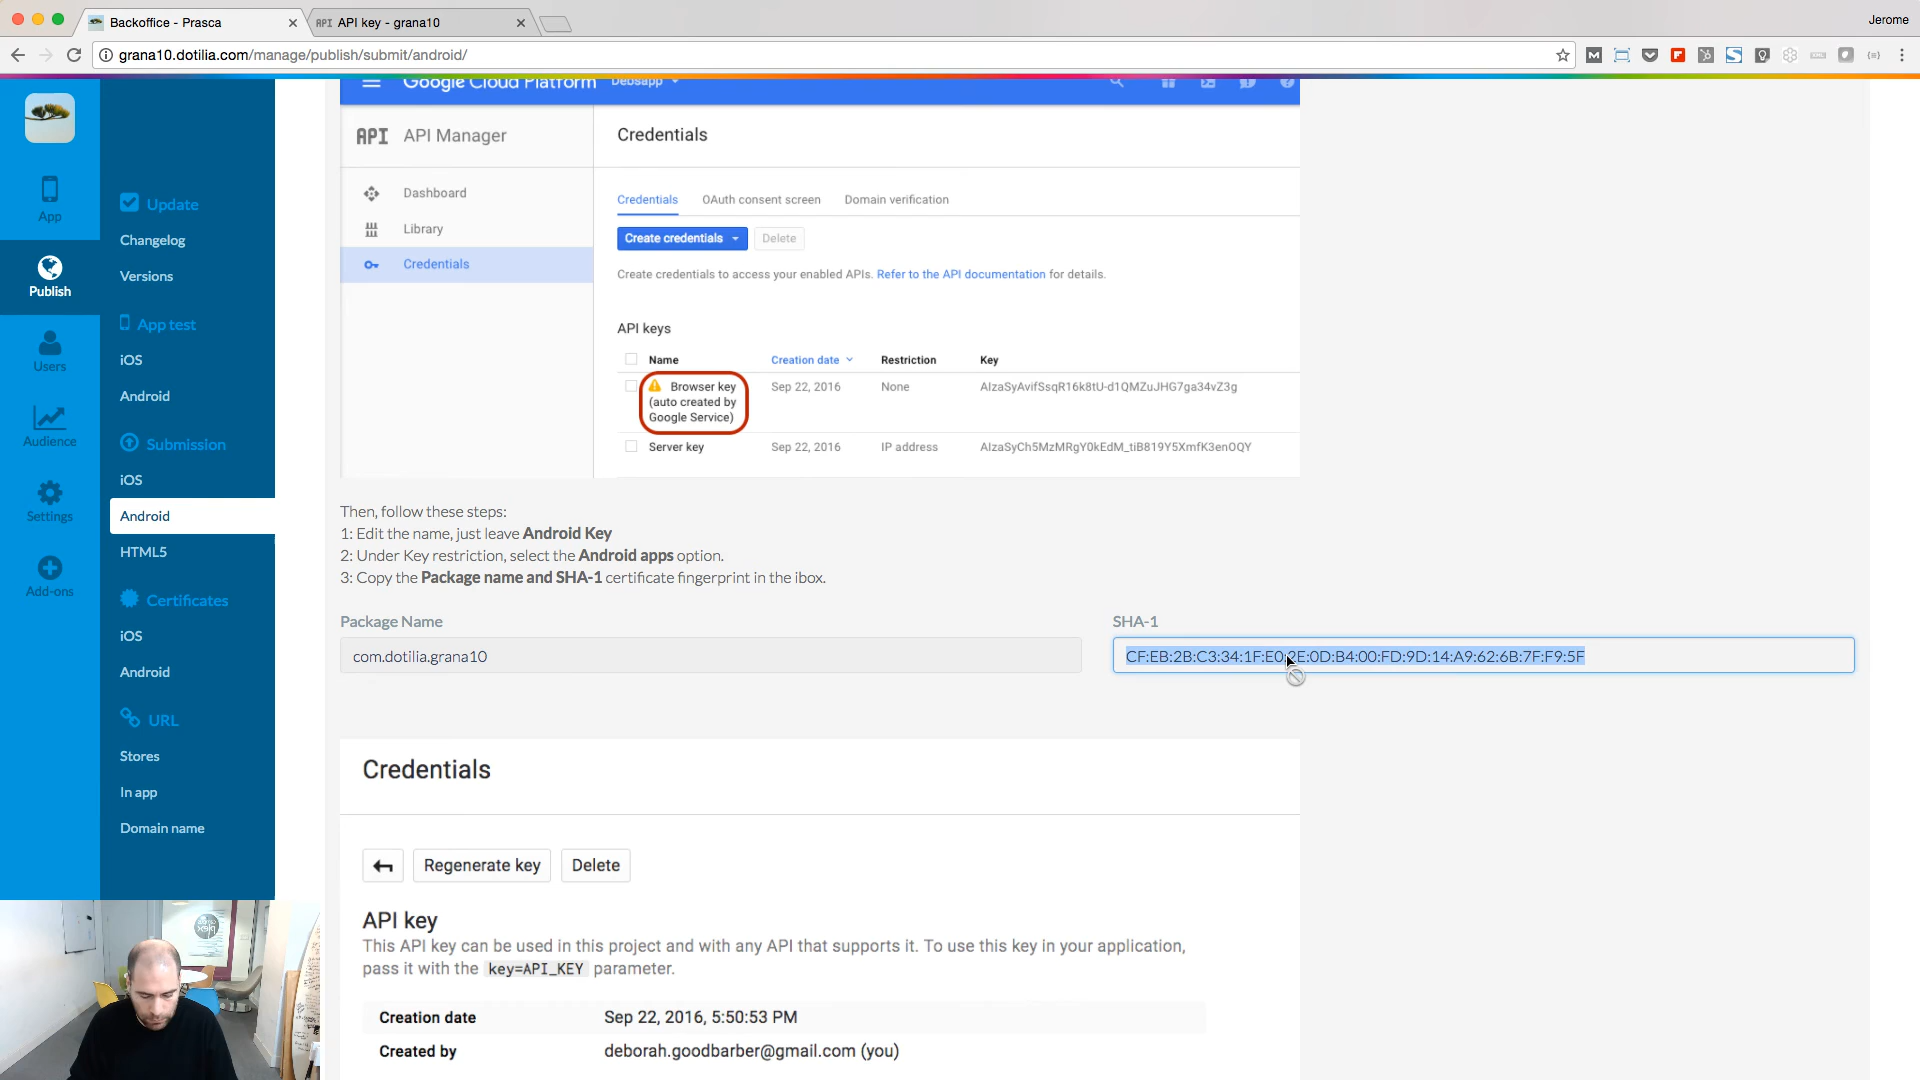 Backoffice - Prasca
API API key - grana10
Jerome
grana10.dotilia.com/manage/publish/submit/android/
App
Publish
Users
Audience
Settings
Add-ons
Update
Changelog
Versions
App test
iOS
Android
Submission
iOS
Android
HTML5
Certificates
iOS
Android
URL
Stores
In app
Domain name
Google Cloud Platform Debsapp
API API Manager
Credentials
Dashboard
Library
Credentials
Credentials OAuth consent screen Domain verification
Create credentials Delete
Create credentials to access your enabled APIs. Refer to the API documentation for details.
API keys
Name Creation date Restriction Key
Browser key Sep 22, 2016 None AIzaSyAvifSsqR16k8tU-d1QMZuJHG7ga34vZ3g
(auto created by
Google Service)
Server key Sep 22, 2016 IP address AIzaSyCh5MzMRgY0kEdM_tiB819Y5XmfK3enOQY
Then, follow these steps:
1: Edit the name, just leave Android Key
2: Under Key restriction, select the Android apps option.
3: Copy the Package name and SHA-1 certificate fingerprint in the ibox.
Package Name SHA-1
com.dotilia.grana10 CF:EB:2B:C3:34:1F:E0:2E:0D:B4:00:FD:9D:14:A9:62:6B:7F:F9:5F
Credentials
Regenerate key Delete
API key
This API key can be used in this project and with any API that supports it. To use this key in your application,
pass it with the key=API_KEY parameter.
Creation date Sep 22, 2016, 5:50:53 PM
Created by deborah.goodbarber@gmail.com (you)